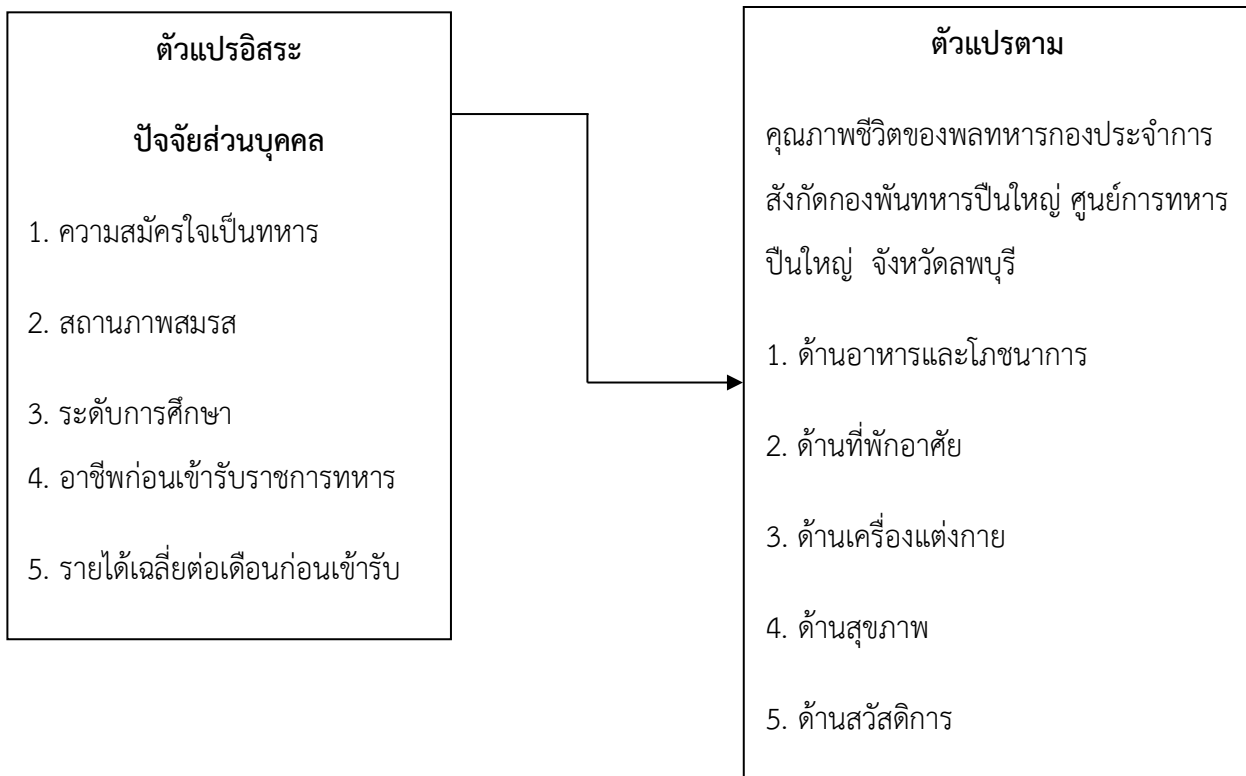 ตัวแปรอิสระ
ปัจจัยส่วนบุคคล
1. ความสมัครใจเป็นทหาร
2. สถานภาพสมรส
3. ระดับการศึกษา
4. อาชีพก่อนเข้ารับราชการทหาร
5. รายได้เฉลี่ยต่อเดือนก่อนเข้ารับ
ตัวแปรตาม
คุณภาพชีวิตของพลทหารกองประจำการ
สังกัดกองพันทหารปืนใหญ่ ศูนย์การทหาร
ปืนใหญ่ จังหวัดลพบุรี
1. ด้านอาหารและโภชนาการ
2. ด้านที่พักอาศัย
3. ด้านเครื่องแต่งกาย
4. ด้านสุขภาพ
5. ด้านสวัสดิการ